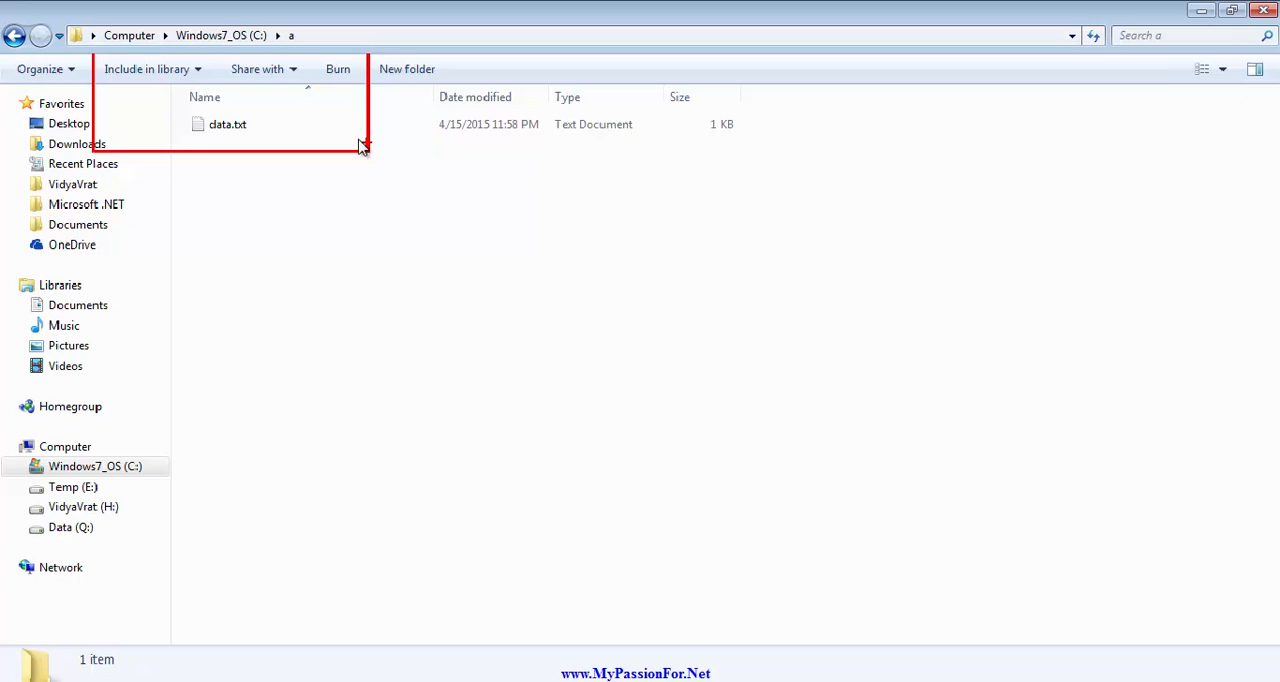 Computer Windows7_OS (C:) a Search a
Organize Include in library Share with Burn New folder
Name Date modified Type Size
data.txt 4/15/2015 11:58 PM Text Document 1 KB
Favorites
Desktop
Downloads
Recent Places
VidyaVrat
Microsoft .NET
Documents
OneDrive
Libraries
Documents
Music
Pictures
Videos
Homegroup
Computer
Windows7_OS (C:)
Temp (E:)
VidyaVrat (H:)
Data (Q:)
Network
1 item
www.MyPassionFor.Net